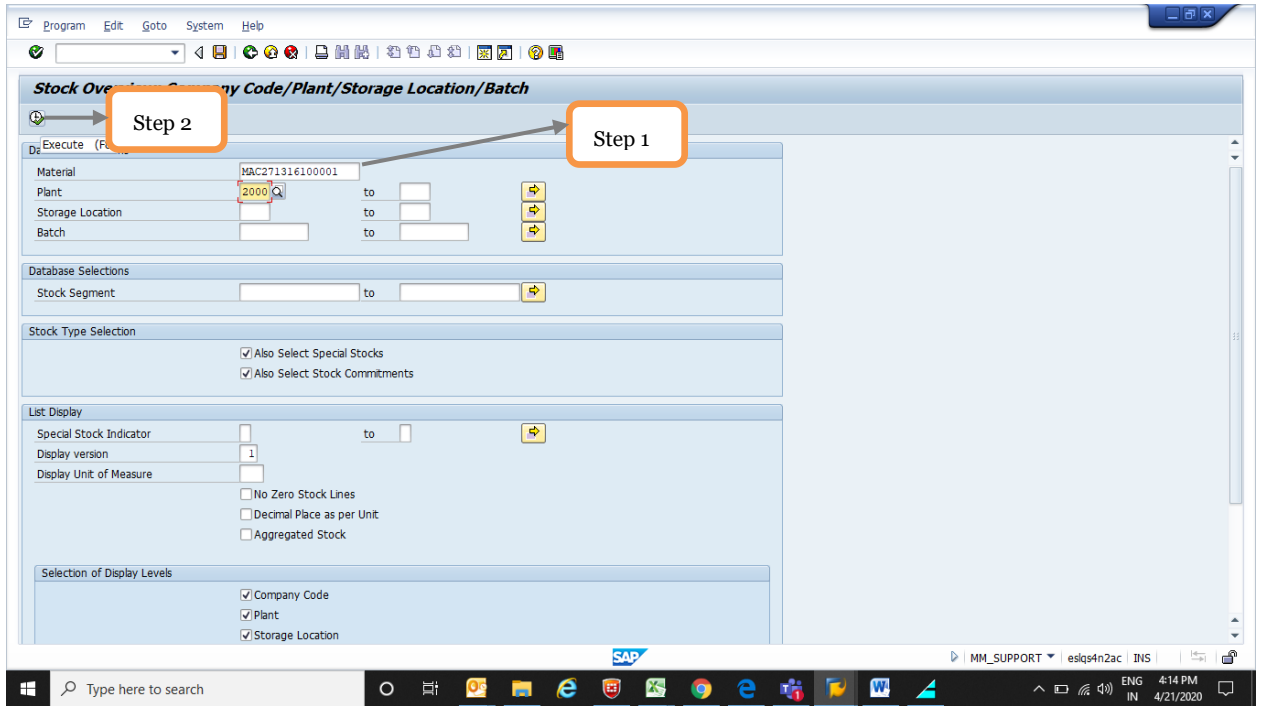 Program Edit Goto System Help
Stock Ov Company Code/Plant/Storage Location/Batch
Step 2
Step 1
Execute (F
Material MAC271316100001
Plant 2000 to
Storage Location to
Batch to
Database Selections
Stock Segment to
Stock Type Selection
Also Select Special Stocks
Also Select Stock Commitments
List Display
Special Stock Indicator to
Display version 1
Display Unit of Measure
No Zero Stock Lines
Decimal Place as per Unit
Aggregated Stock
Selection of Display Levels
Company Code
Plant
Storage Location
SAP MM_SUPPORT eslqs4n2ac INS
Type here to search ENG 4:14 PM
IN 4/21/2020